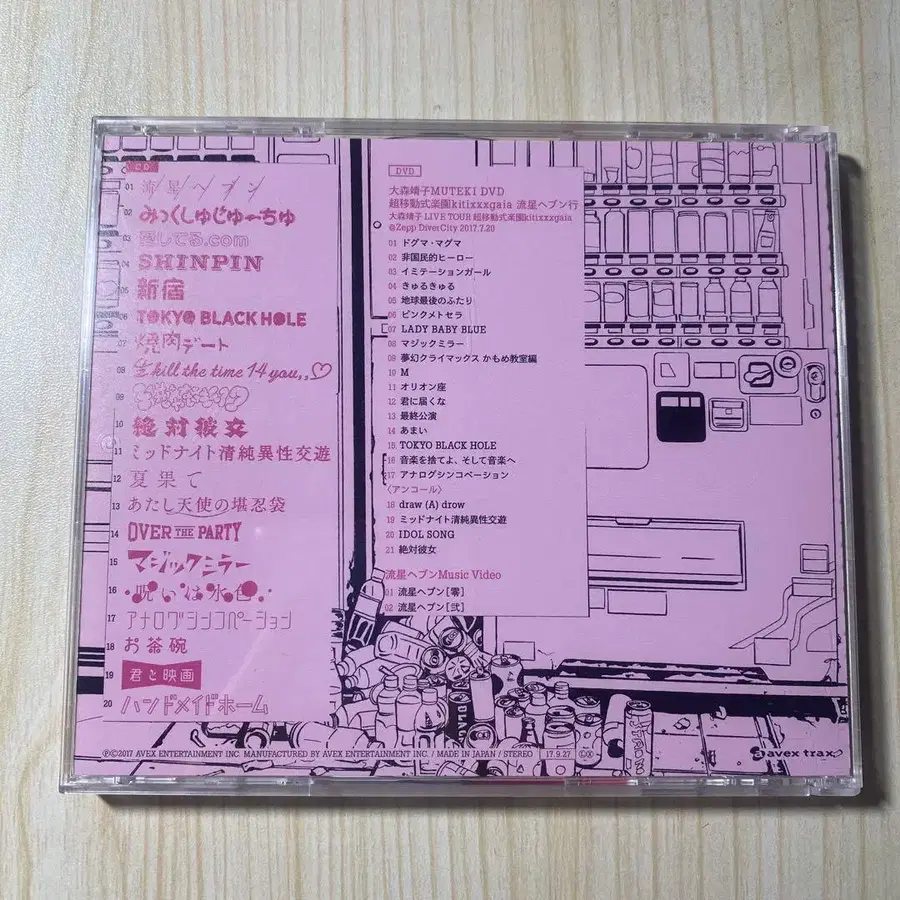 CD
01 流星ヘブン
02 みっくしゅじゅーちゅ
03 愛してる.com
04 SHINPIN
05 新宿
06 TOKYO BLACK HOLE
07 焼肉デート
08 生kill the time 14 you,。♡
09
10 絶対彼女
11 ミッドナイト清純異性交遊
12 夏果て
13 あたし天使の堪忍袋
14 OVER THE PARTY
15 マジックミラー
16 呪いは水色
17 アナログシンコペーション
18 お茶碗
19 君と映画
20 ハンドメイドホーム
DVD
大森靖子MUTEKI DVD
超移動式楽園kitixxxgaia 流星ヘブン行
大森靖子 LIVE TOUR 超移動式楽園kitixxxgaia
@Zepp DiverCity 2017.7.20
01 ドグマ・マグマ
02 非国民的ヒーロー
03 イミテーションガール
04 きゅるきゅる
05 地球最後のふたり
06 ピンクメトセラ
07 LADY BABY BLUE
08 マジックミラー
09 夢幻クライマックス かもめ教室編
10 M
11 オリオン座
12 君に届くな
13 最終公演
14 あまい
15 TOKYO BLACK HOLE
16 音楽を捨てよ、そして音楽へ
17 アナログシンコペーション
〈アンコール〉
18 draw (A) drow
19 ミッドナイト清純異性交遊
20 IDOL SONG
21 絶対彼女
流星ヘブンMusic Video
01 流星ヘブン[零]
02 流星ヘブン[弐]
Ⓟ©2017 AVEX ENTERTAINMENT INC. MANUFACTURED BY AVEX ENTERTAINMENT INC. / MADE IN JAPAN / STEREO 17.9.27
avex trax